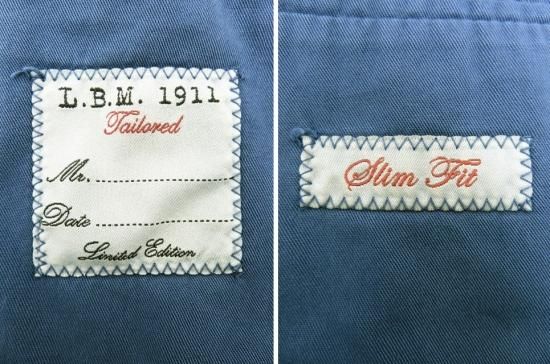 L.B.M. 1911
Tailored
Mr. ........................
Date ........................
Limited Edition
Slim Fit